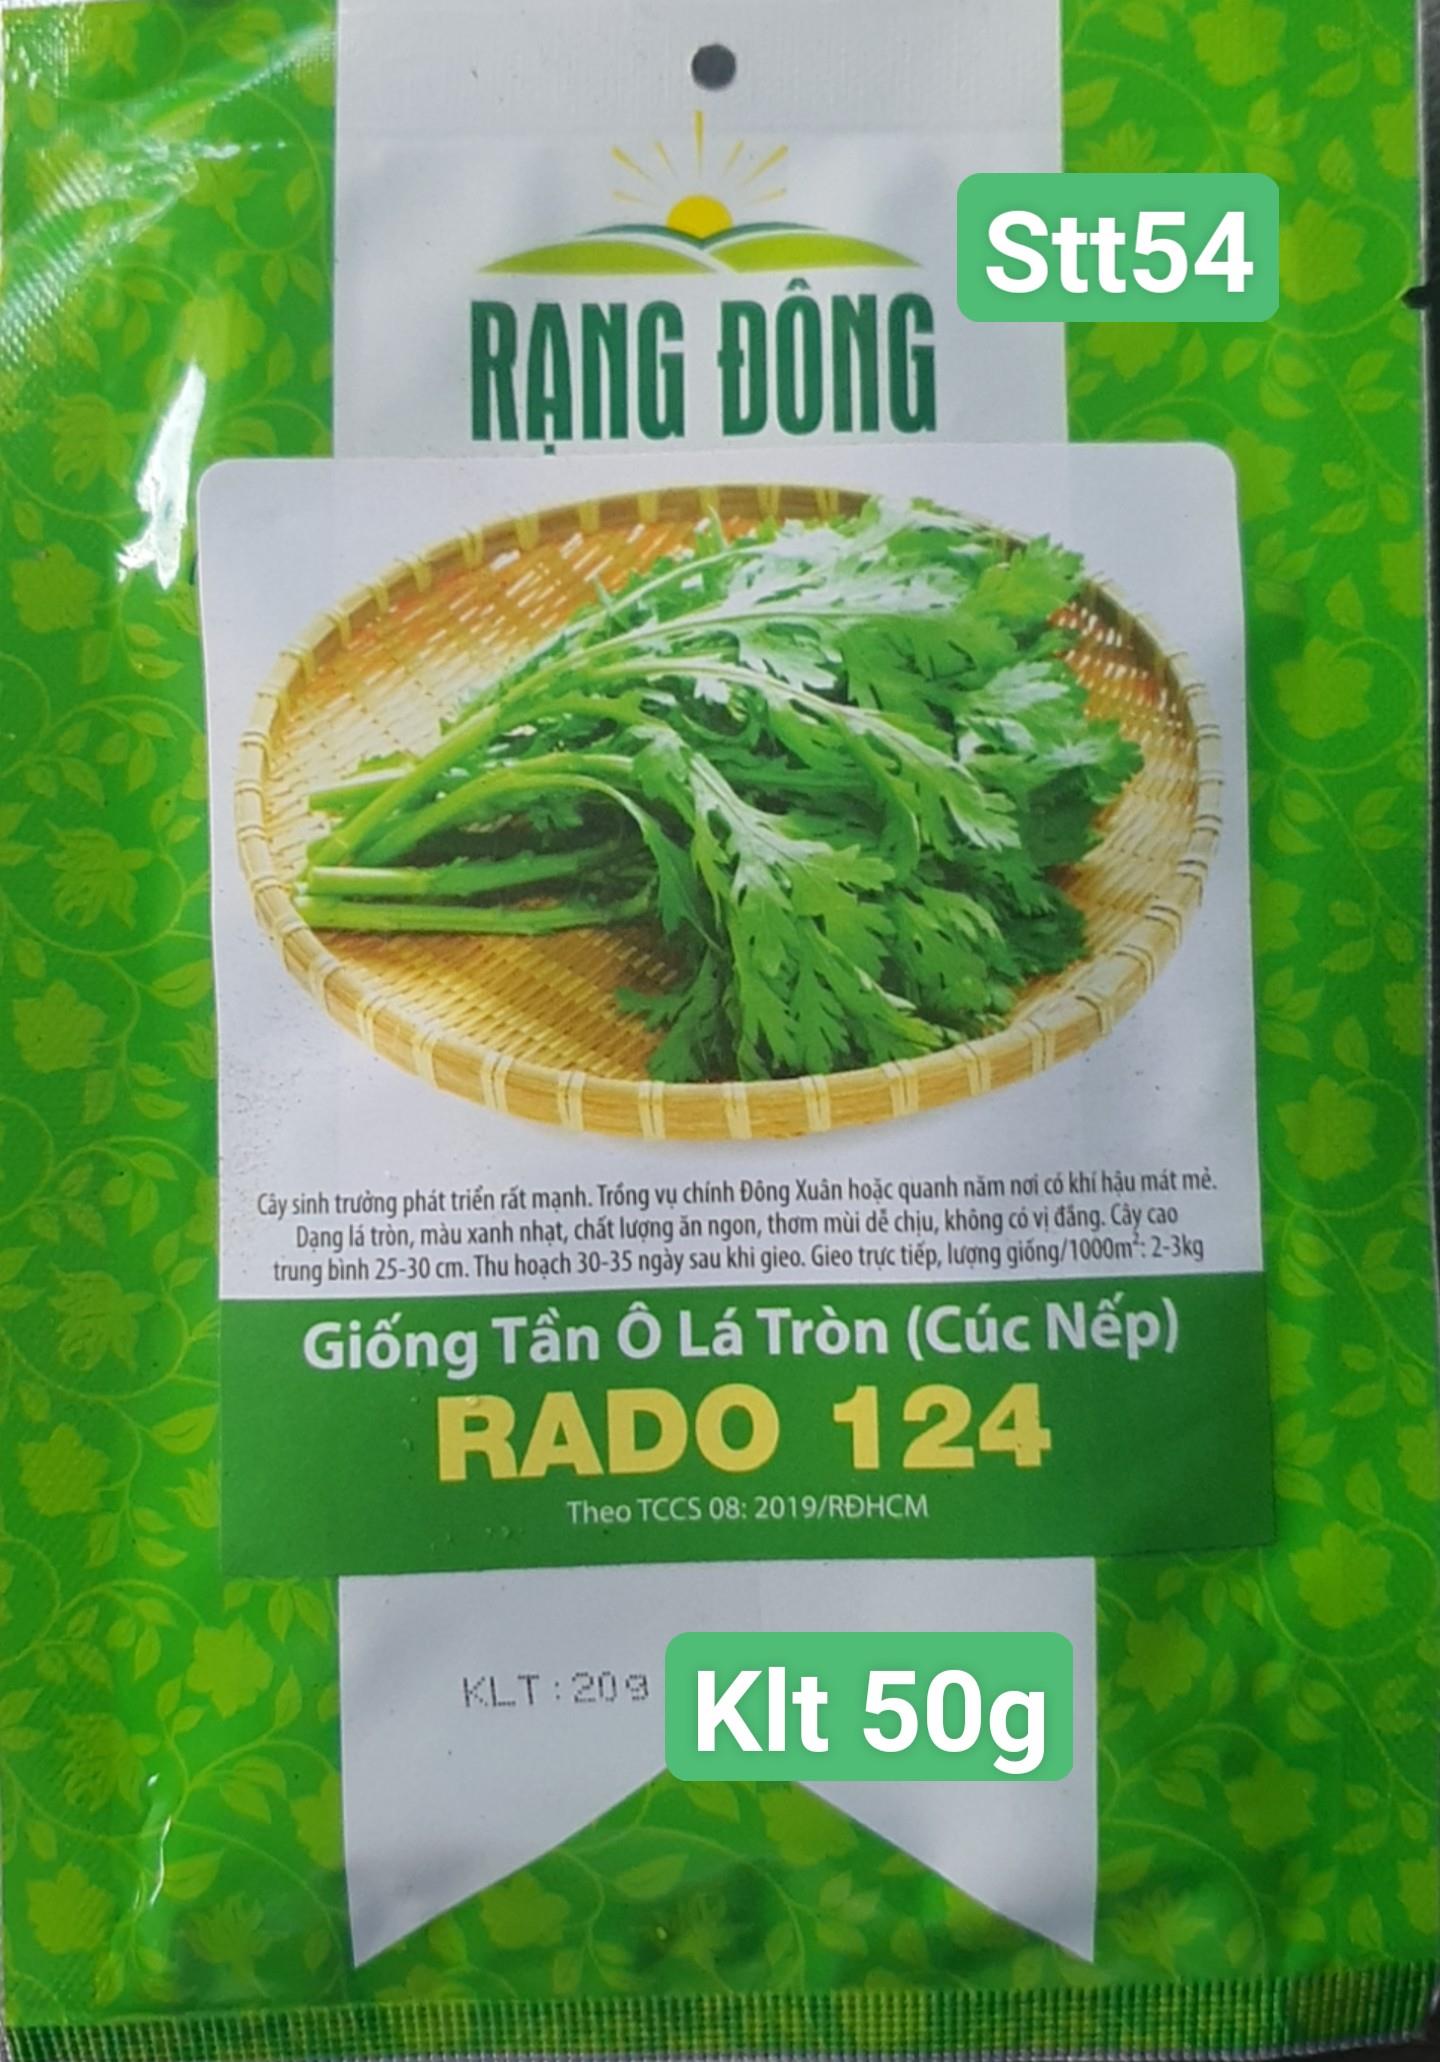 Stt54
RẠNG ĐÔNG
Cây sinh trưởng phát triển rất mạnh. Trồng vụ chính Đông Xuân hoặc quanh năm nơi có khí hậu mát mẻ.
Dạng lá tròn, màu xanh nhạt, chất lượng ăn ngon, thơm mùi dễ chịu, không có vị đắng. Cây cao
trung bình 25-30 cm. Thu hoạch 30-35 ngày sau khi gieo. Gieo trực tiếp, lượng giống/1000m²: 2-3kg
Giống Tần Ô Lá Tròn (Cúc Nếp)
RADO 124
Theo TCCS 08: 2019/RĐHCM
KLT:20g
Klt 50g